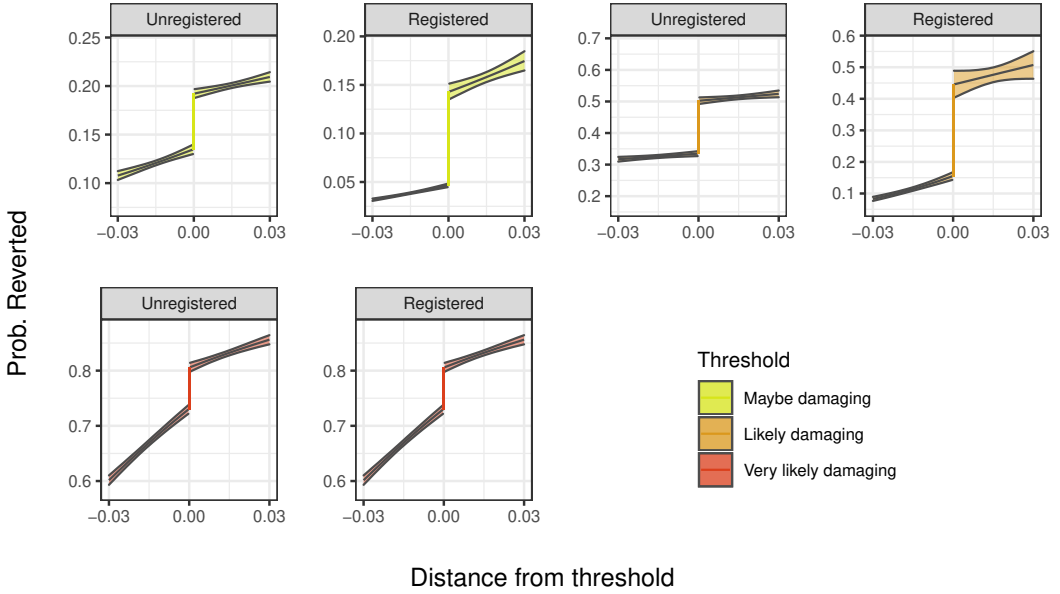 Unregistered
Registered
Unregistered
Registered
0.25
0.20
0.15
0.10
0.20
0.15
0.10
0.05
0.7
0.6
0.5
0.4
0.3
0.2
0.6
0.5
0.4
0.3
0.2
0.1
−0.03 0.00 0.03
−0.03 0.00 0.03
−0.03 0.00 0.03
−0.03 0.00 0.03
Prob. Reverted
Unregistered
Registered
0.8
0.7
0.6
0.8
0.7
0.6
−0.03 0.00 0.03
−0.03 0.00 0.03
Threshold
Maybe damaging
Likely damaging
Very likely damaging
Distance from threshold